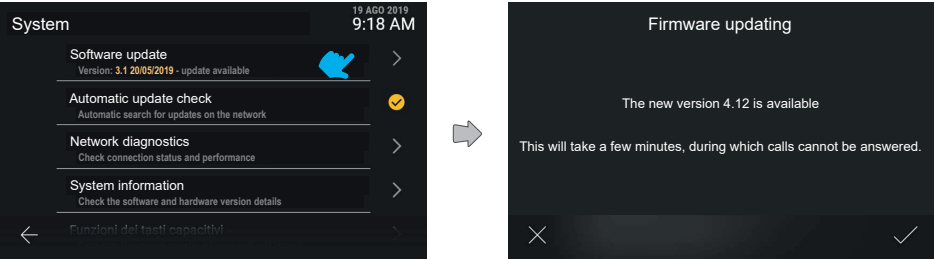 System
19 AGO 2019
9:18 AM
Software update
Version: 3.1 20/05/2019 - update available
Automatic update check
Automatic search for updates on the network
Network diagnostics
Check connection status and performance
System information
Check the software and hardware version details
Funzioni dei tasti capacitivi
Firmware updating
The new version 4.12 is available
This will take a few minutes, during which calls cannot be answered.